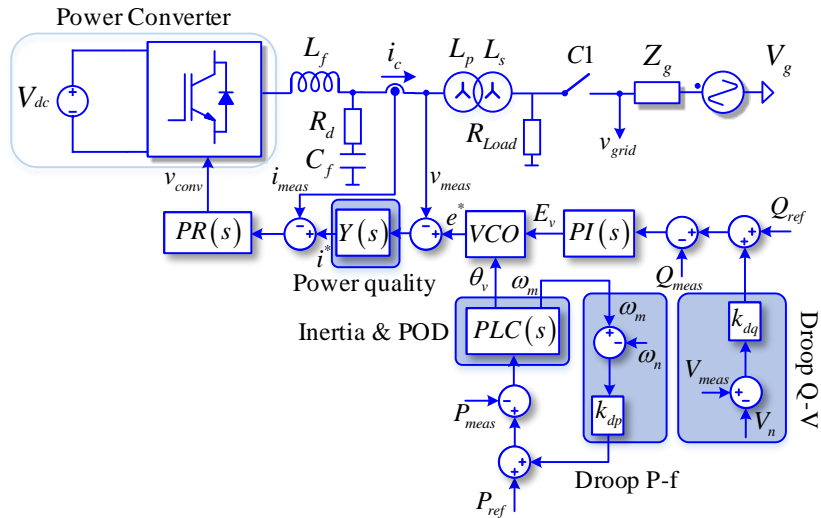 Power Converter
L_f
i_c
L_p
L_s
C1
Z_g
V_g
V_dc
R_d
C_f
R_Load
v_grid
v_conv
i_meas
v_meas
PR(s)
i*
Y(s)
e*
VCO
E_v
PI(s)
Q_ref
Q_meas
Power quality
θ_v
ω_m
Inertia & POD
PLC(s)
ω_m
ω_n
k_dp
k_dq
V_meas
V_n
Droop Q-V
P_meas
Droop P-f
P_ref